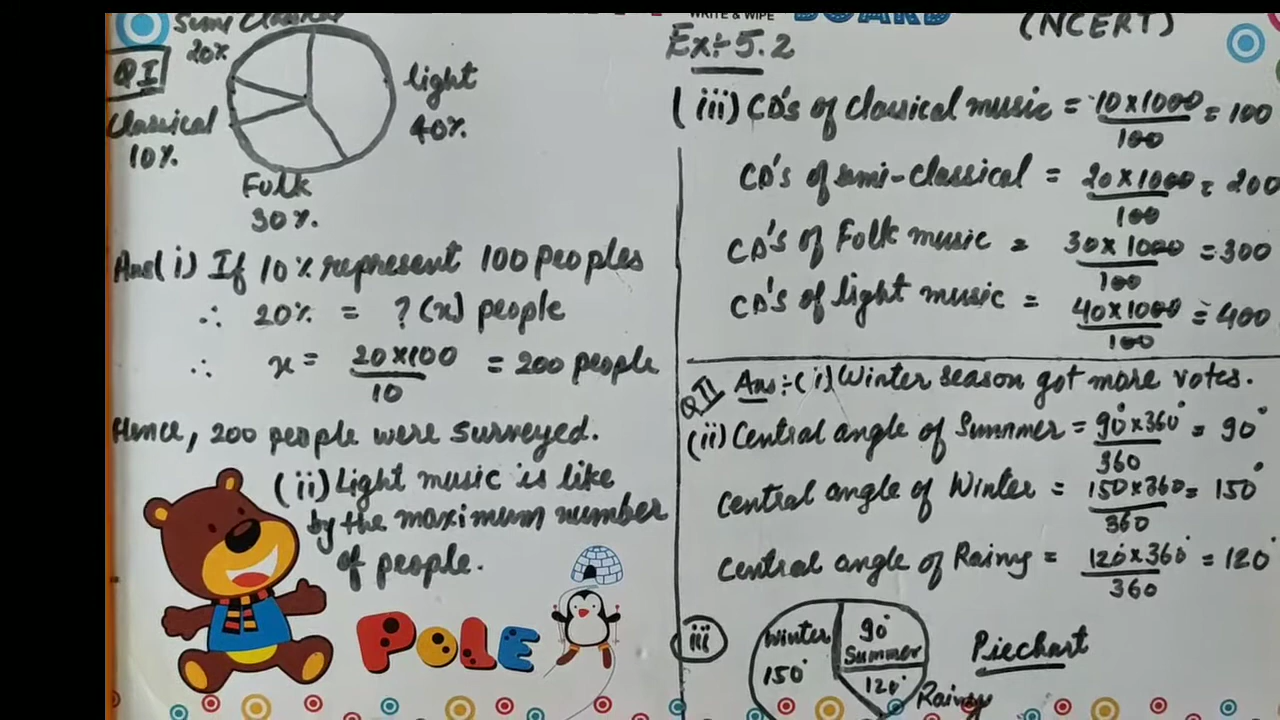 Semi Classical
20%
Q I
light
40%
Classical
10%
Folk
30%.
Ans (i) If 10% represent 100 peoples
∴ 20% = ? (x) people
∴ x = 20×100/10 = 200 people
Hence, 200 people were surveyed.
(ii) Light music is like
by the maximum number
of people.
POLE
WRITE & WIPE BOARD
(NCERT)
Ex:-5.2
(iii) CD's of classical music = 10×1000/100 = 100
CD's of semi-classical = 20×1000/100 = 200
CD's of Folk music = 30×1000/100 = 300
CD's of light music = 40×1000/100 = 400
Q II Ans:-(i) Winter season got more votes.
(ii) Central angle of Summer = 90°×360°/360 = 90°
Central angle of Winter = 150×360/360 = 150°
Central angle of Rainy = 120×360°/360 = 120°
iii
Winter
150°
90°
Summer
120°
Rainy
Piechart